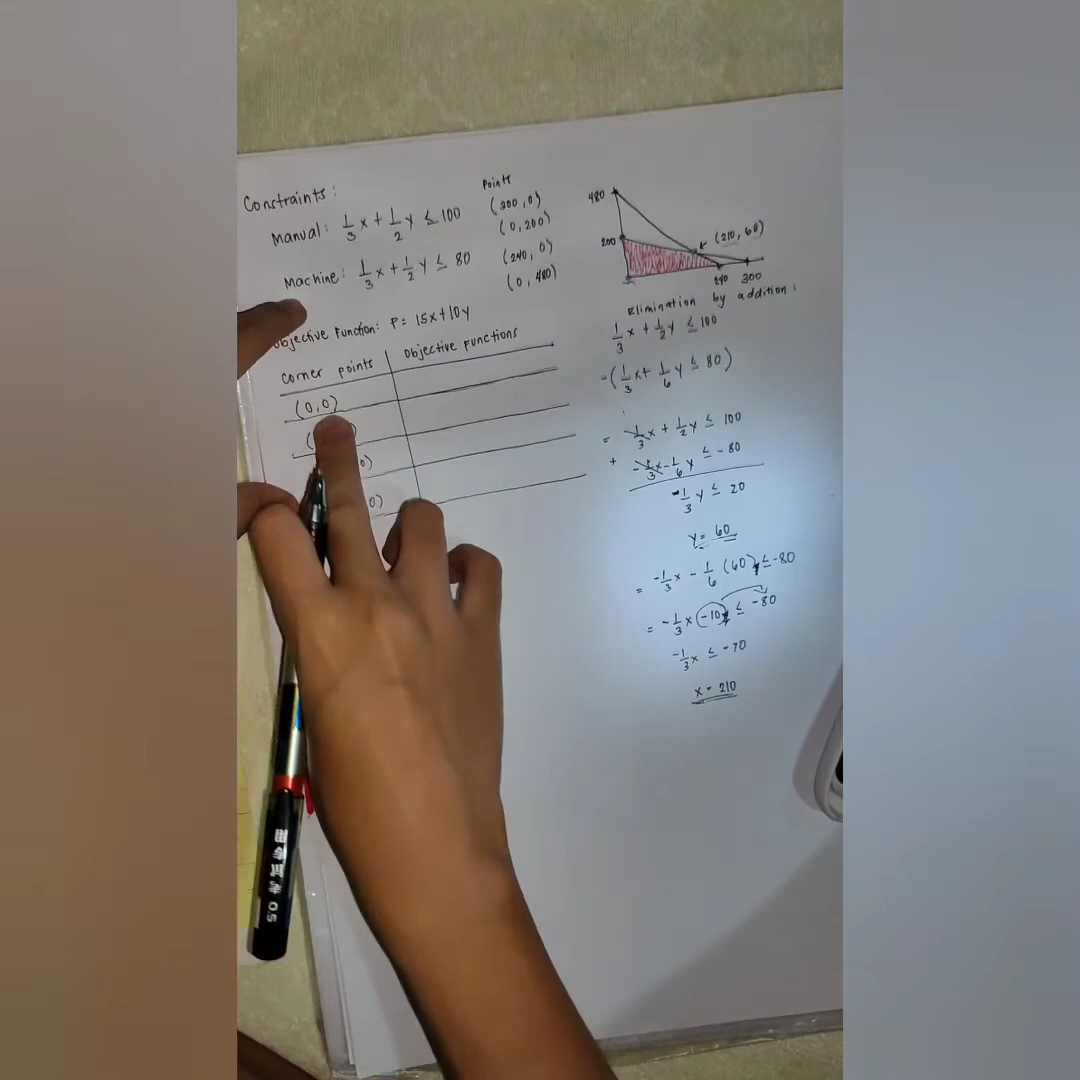 Constraints:
Manual: 1/3 x + 1/2 y ≤ 100
Machine: 1/3 x + 1/2 y ≤ 80
Points
(300, 0)
(0, 200)
(240, 0)
(0, 480)
Objective Function: P = 15x + 10y
Corner points Objective functions
(0,0)
(
0)
0)
480
200
(210, 60)
240 300
Elimination by addition:
1/3 x + 1/2 y ≤ 100
-(1/3 x + 1/6 y ≤ 80)
= 1/3 x + 1/2 y ≤ 100
+ -1/3 x - 1/6 y ≤ -80
-1/3 y ≤ 20
y = 60
= -1/3 x - 1/6 (60) ≤ -80
= -1/3 x -10 ≤ -80
-1/3 x ≤ -70
x = 210
0.5